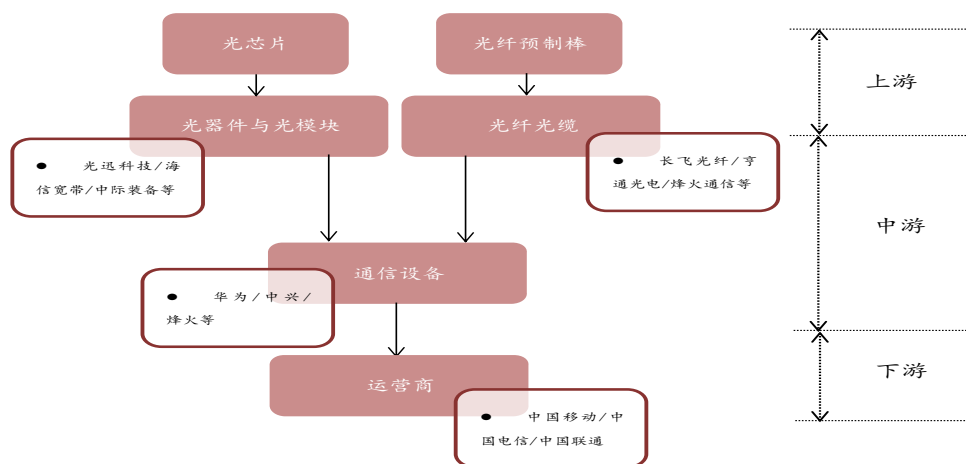 光芯片
光纤预制棒
上游
光器件与光模块
光纤光缆
● 光迅科技/海
信宽带/中际装备等
● 长飞光纤/亨
通光电/烽火通信等
中游
通信设备
● 华为/中兴/
烽火等
下游
运营商
● 中国移动/中
国电信/中国联通